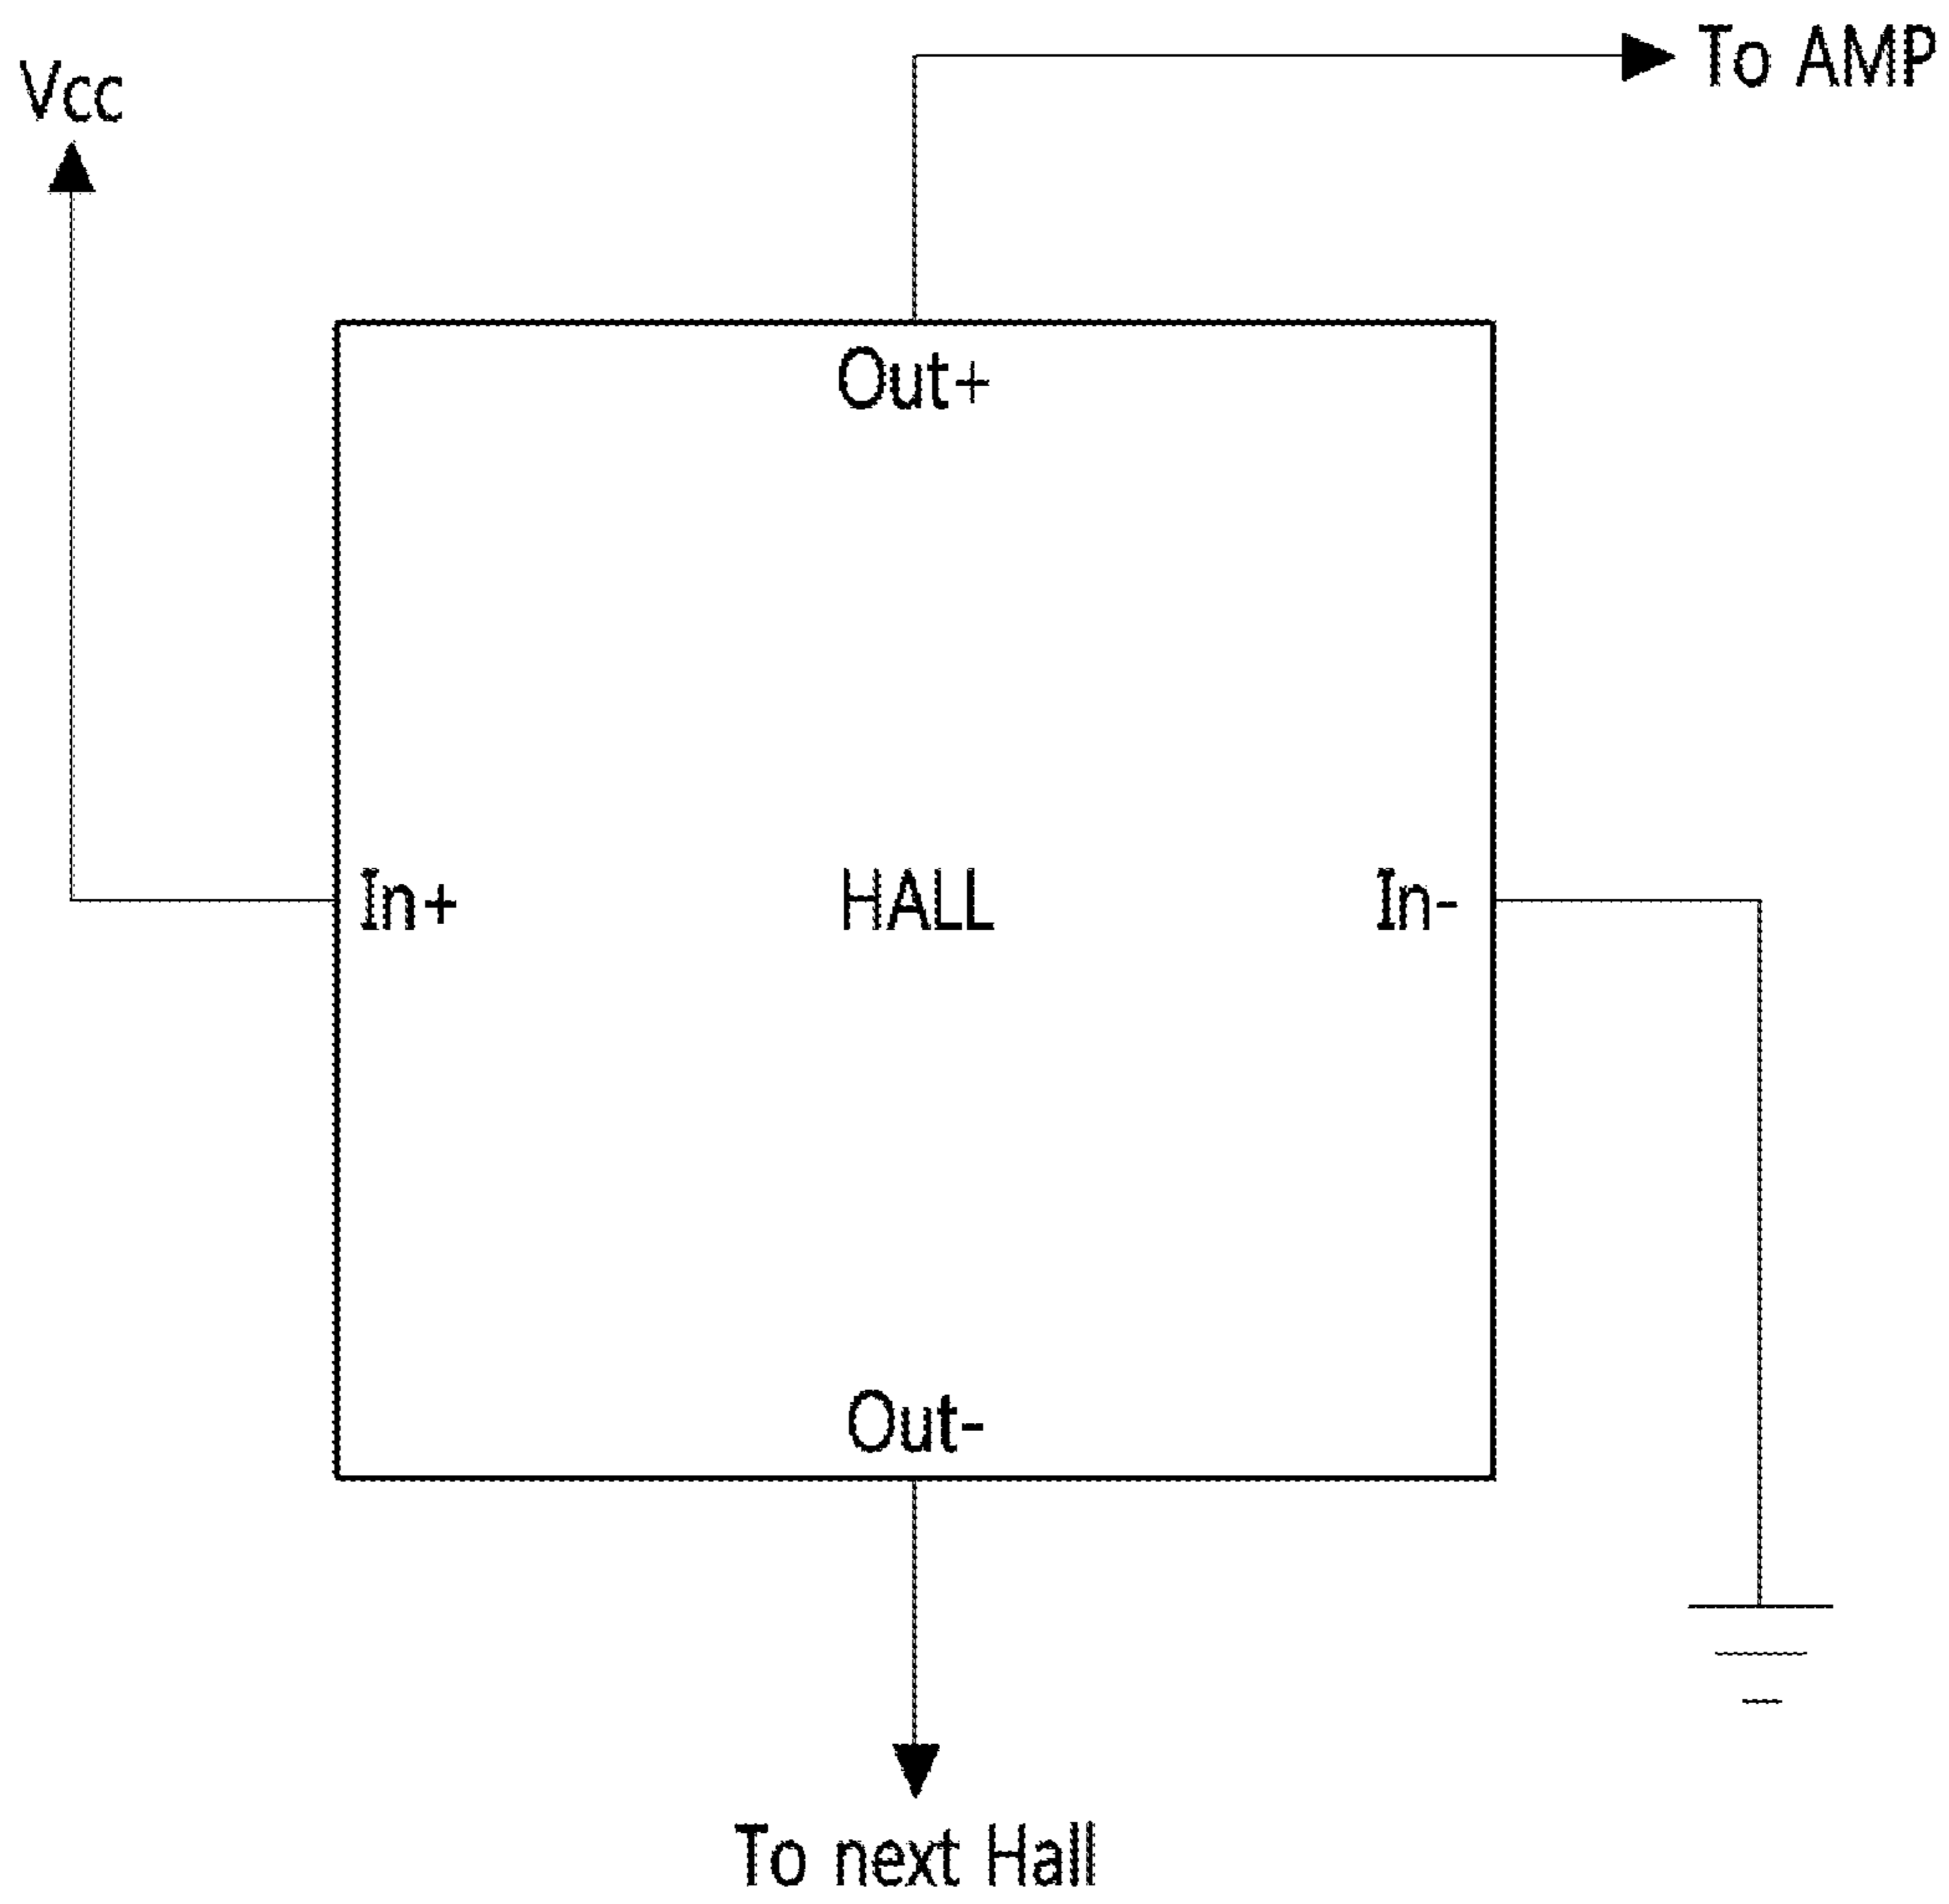 To AMP
Vcc
Out+
In+
HALL
In-
Out-
To next Hall